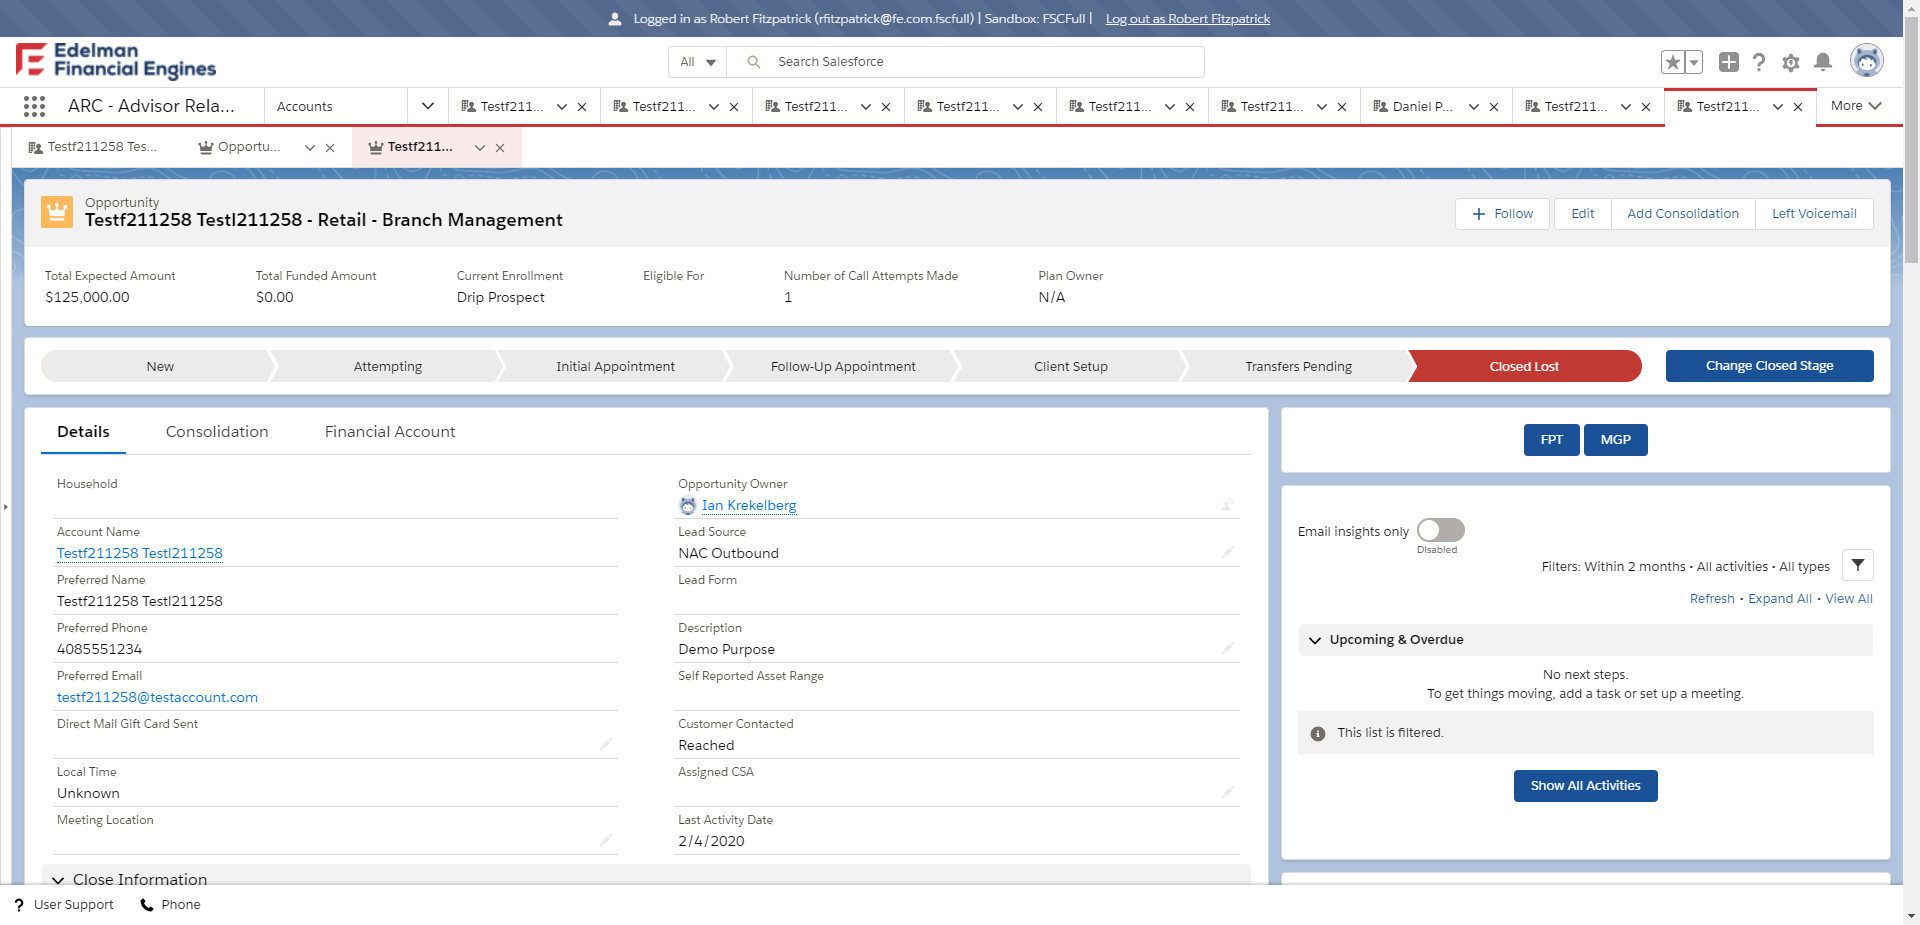 Logged in as Robert Fitzpatrick (rfitzpatrick@fe.com.fscfull) | Sandbox: FSCFull | Log out as Robert Fitzpatrick
Edelman
Financial Engines
All
Search Salesforce
ARC - Advisor Rela...
Accounts
Testf211...
Testf211...
Testf211...
Testf211...
Testf211...
Testf211...
Daniel P...
Testf211...
Testf211...
More
Testf211258 Tes...
Opportu...
Testf211...
Opportunity
Testf211258 Testl211258 - Retail - Branch Management
Follow
Edit
Add Consolidation
Left Voicemail
Total Expected Amount
$125,000.00
Total Funded Amount
$0.00
Current Enrollment
Drip Prospect
Eligible For
Number of Call Attempts Made
1
Plan Owner
N/A
New
Attempting
Initial Appointment
Follow-Up Appointment
Client Setup
Transfers Pending
Closed Lost
Change Closed Stage
Details
Consolidation
Financial Account
Household
Account Name
Testf211258 Testl211258
Preferred Name
Testf211258 Testl211258
Preferred Phone
4085551234
Preferred Email
testf211258@testaccount.com
Direct Mail Gift Card Sent
Local Time
Unknown
Meeting Location
Opportunity Owner
Ian Krekelberg
Lead Source
NAC Outbound
Lead Form
Description
Demo Purpose
Self Reported Asset Range
Customer Contacted
Reached
Assigned CSA
Last Activity Date
2/4/2020
Close Information
FPT
MGP
Email insights only
Disabled
Filters: Within 2 months • All activities • All types
Refresh • Expand All • View All
Upcoming & Overdue
No next steps.
To get things moving, add a task or set up a meeting.
This list is filtered.
Show All Activities
User Support
Phone